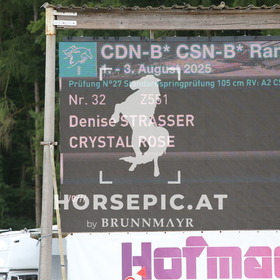 CDN-B* CSN-B* Ran
1. - 3. August 2025
Prüfung N°27 Standardspringprüfung 105 cm RV: A2 CS
Nr. 32 Z551
Denise STRASSER
CRYSTAL ROSE
HORSEPIC.AT
by BRUNNMAYR
Hofma